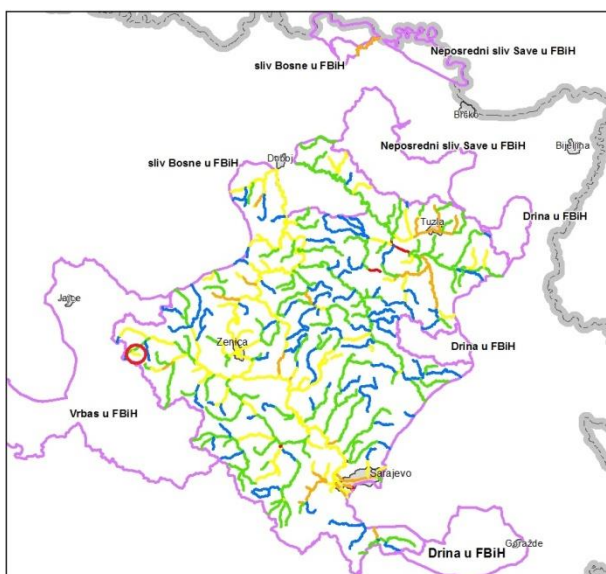 Neposredni sliv Save u FBiH
sliv Bosne u FBiH
Brčko
Neposredni sliv Save u FBiH
Bijeljina
sliv Bosne u FBiH
Doboj
Drina u FBiH
Tuzla
Jajce
Zenica
Drina u FBiH
Vrbas u FBiH
Sarajevo
Goražde
Drina u FBiH